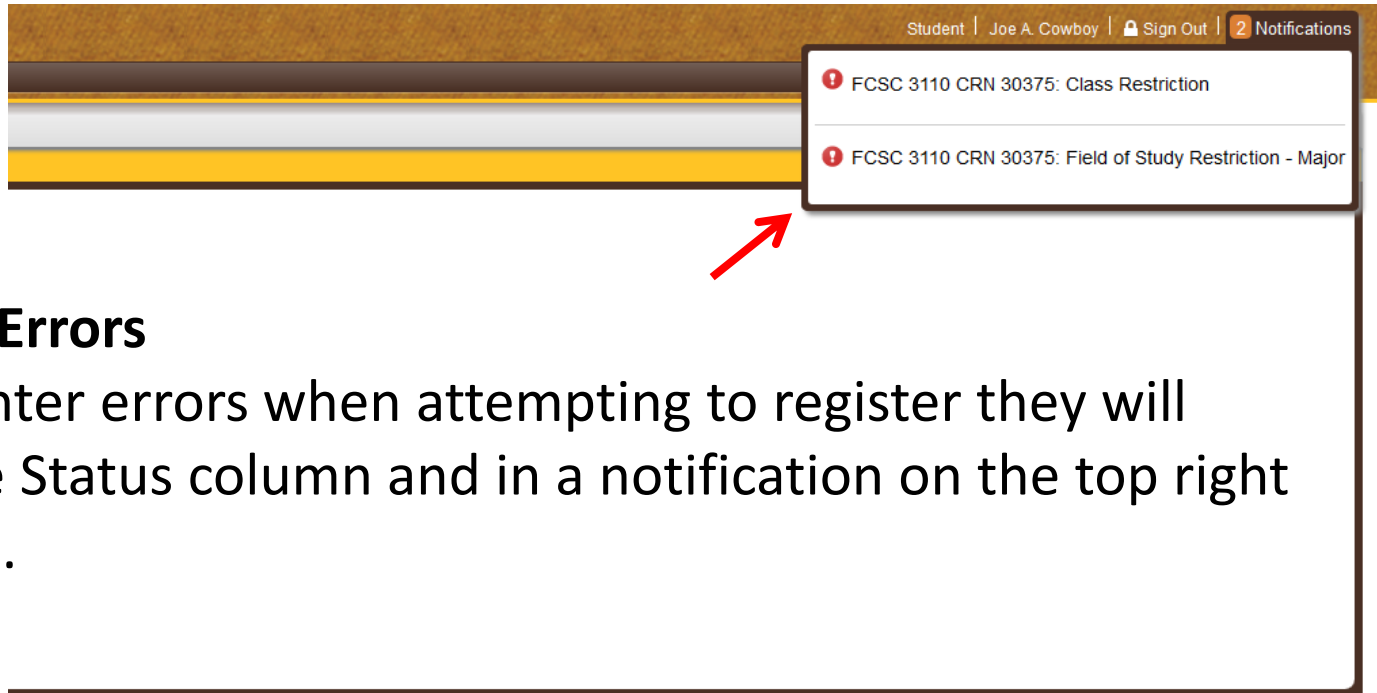 Student | Joe A. Cowboy | Sign Out | 2 Notifications
FCSC 3110 CRN 30375: Class Restriction
FCSC 3110 CRN 30375: Field of Study Restriction - Major
Errors
nter errors when attempting to register they will
e Status column and in a notification on the top right
.